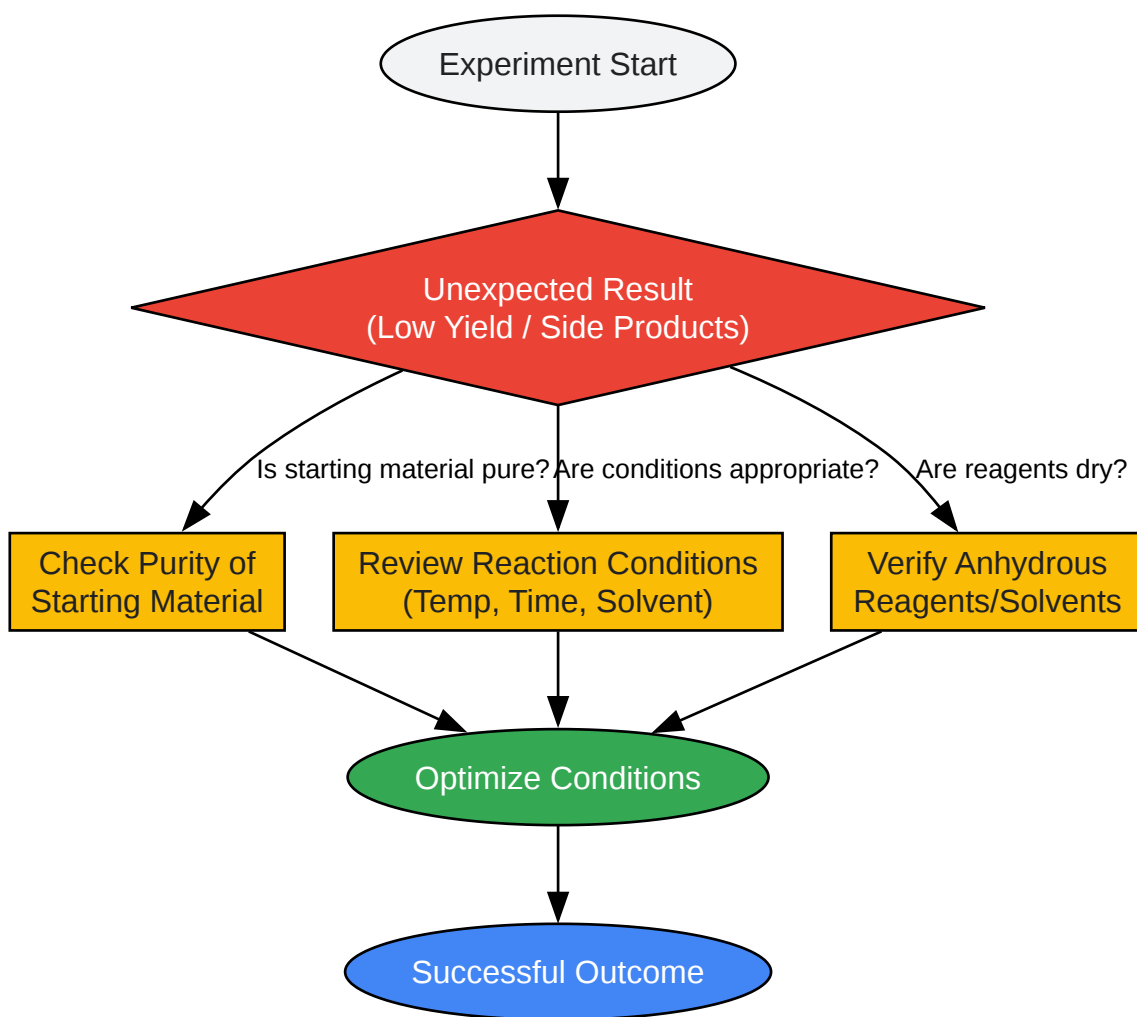 Experiment Start
Unexpected Result
(Low Yield / Side Products)
Is starting material pure?
Are conditions appropriate?
Are reagents dry?
Check Purity of
Starting Material
Review Reaction Conditions
(Temp, Time, Solvent)
Verify Anhydrous
Reagents/Solvents
Optimize Conditions
Successful Outcome